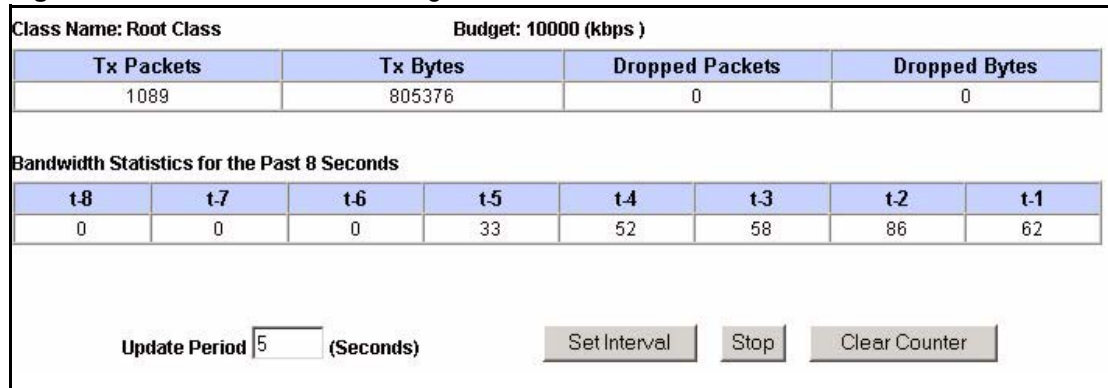 Class Name: Root Class Budget: 10000 (kbps )
Tx Packets Tx Bytes Dropped Packets Dropped Bytes
1089 805376 0 0
Bandwidth Statistics for the Past 8 Seconds
t-8 t-7 t-6 t-5 t-4 t-3 t-2 t-1
0 0 0 33 52 58 86 62
Update Period 5 (Seconds) Set Interval Stop Clear Counter